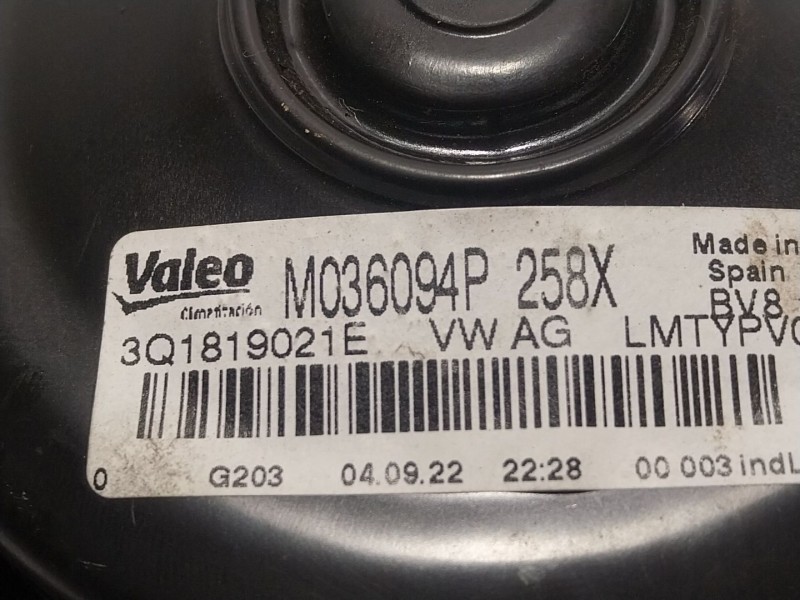 Valeo
Climatización
M036094P 258X
Made in
Spain
BV8
3Q1819021E VW AG LMTYPV
0 G203 04.09.22 22:28 00 003 indL